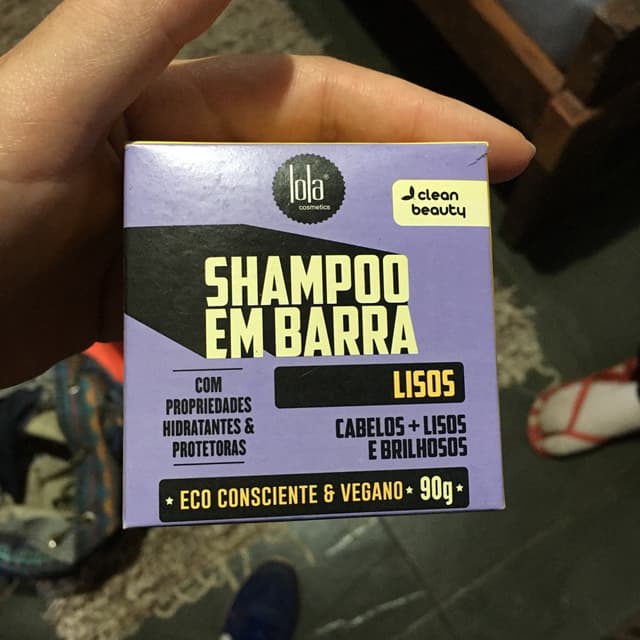 lola
cosmetics
clean
beauty
SHAMPOO
EM BARRA
LISOS
COM
PROPRIEDADES
HIDRATANTES &
PROTETORAS
CABELOS + LISOS
E BRILHOSOS
* ECO CONSCIENTE & VEGANO * 90g *